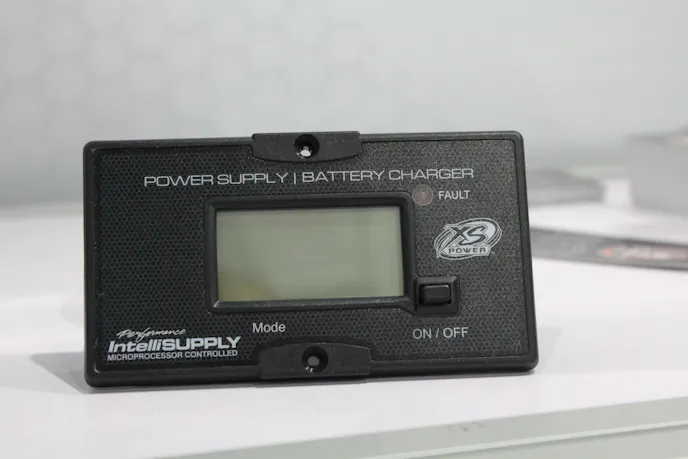 POWER SUPPLY | BATTERY CHARGER
FAULT
XS
POWER
Mode
ON / OFF
Performance
IntelliSUPPLY
MICROPROCESSOR CONTROLLED